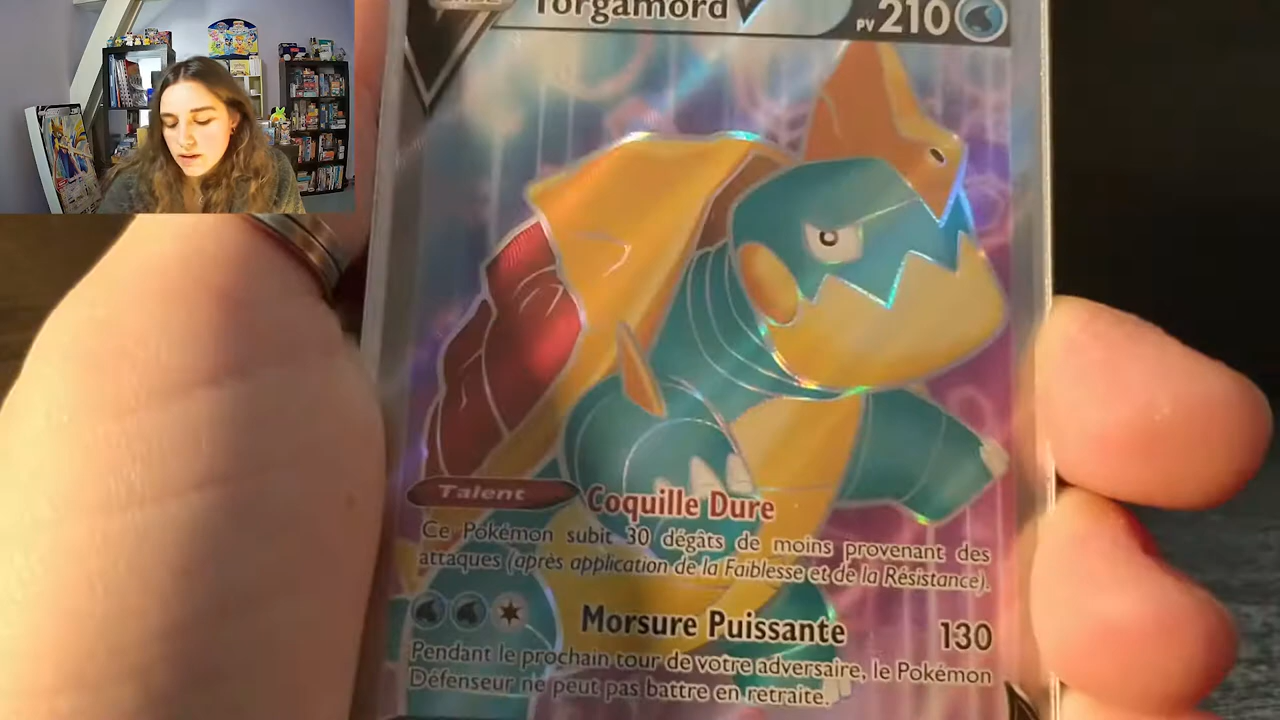 Torgamord V PV 210
Talent Coquille Dure
Ce Pokémon subit 30 dégâts de moins provenant des
attaques (après application de la Faiblesse et de la Résistance).
Morsure Puissante 130
Pendant le prochain tour de votre adversaire, le Pokémon
Défenseur ne peut pas battre en retraite.